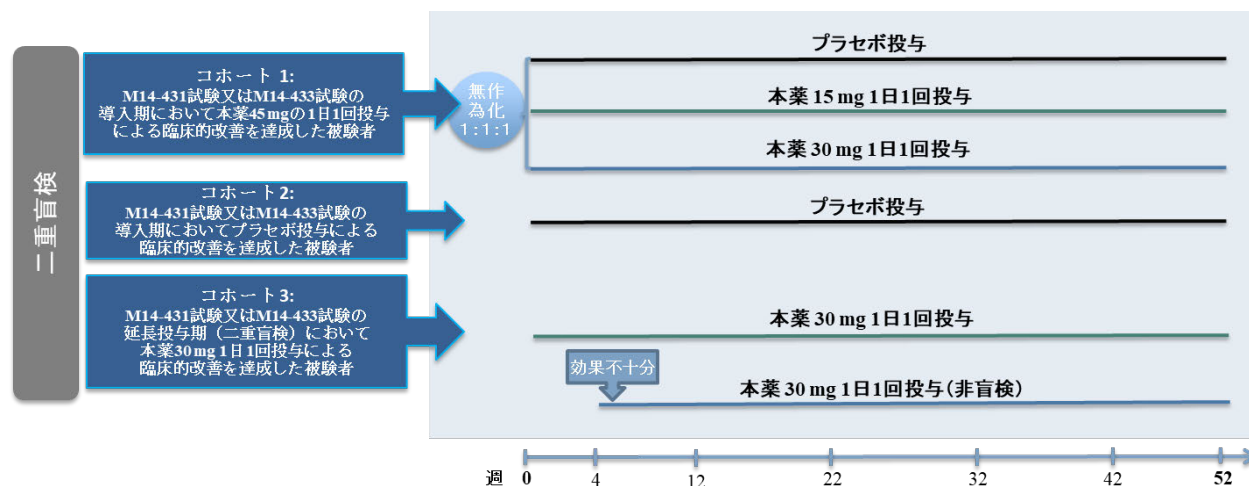 二重盲検
コホート 1:
M14-431試験又はM14-433試験の
導入期において本薬45mgの1日1回投与
による臨床的改善を達成した被験者
無作
為化
1:1:1
プラセボ投与
本薬 15 mg 1日1回投与
本薬 30 mg 1日1回投与
コホート2:
M14-431試験又はM14-433試験の
導入期においてプラセボ投与による
臨床的改善を達成した被験者
プラセボ投与
コホート3:
M14-431試験又はM14-433試験の
延長投与期（二重盲検）において
本薬30mg 1日1回投与による
臨床的改善を達成した被験者
本薬 30 mg 1日1回投与
効果不十分
本薬 30 mg 1日1回投与（非盲検）
週 0 4 12 22 32 42 52